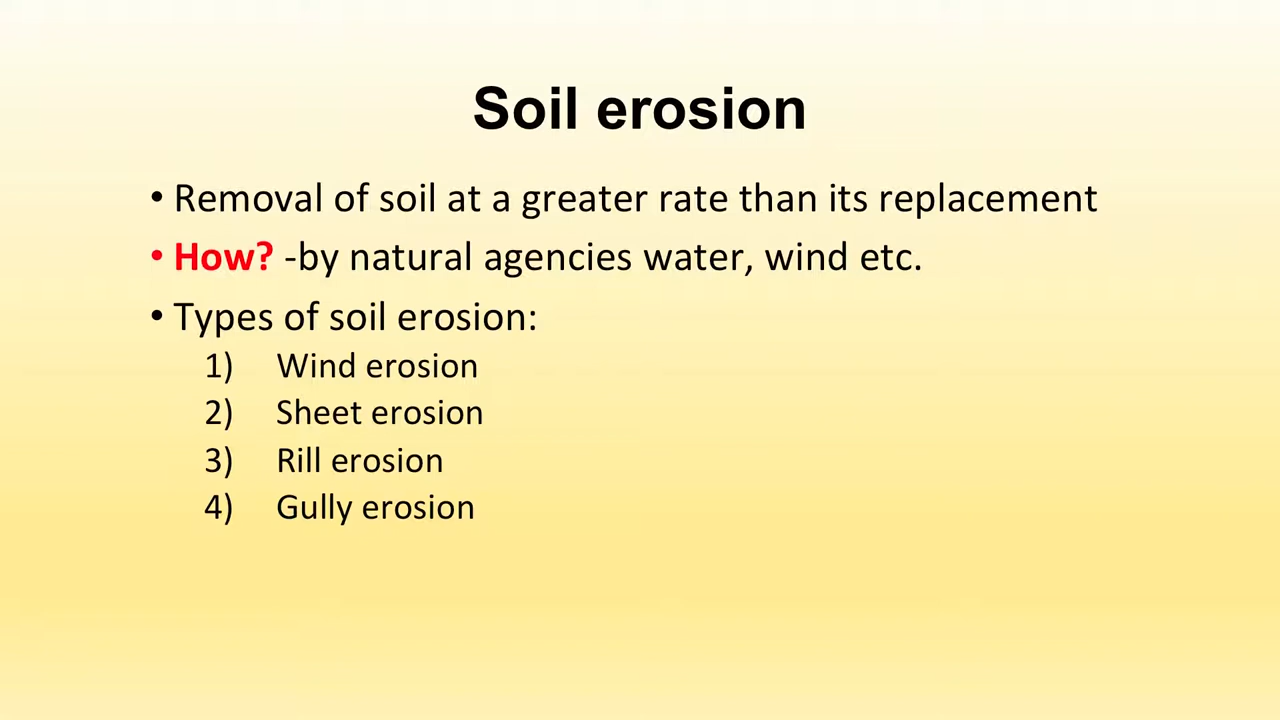 Soil erosion
• Removal of soil at a greater rate than its replacement
• How? -by natural agencies water, wind etc.
• Types of soil erosion:
1) Wind erosion
2) Sheet erosion
3) Rill erosion
4) Gully erosion